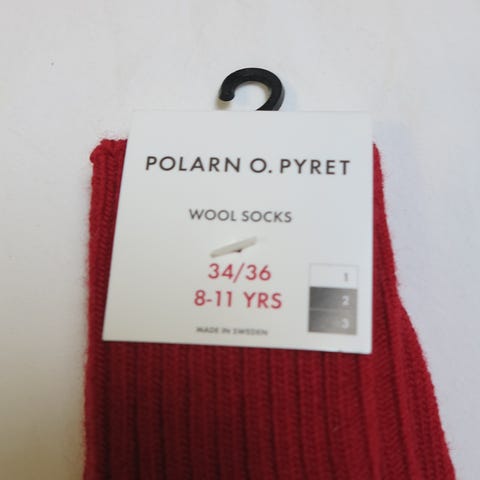 POLARN O. PYRET
WOOL SOCKS
34/36
8-11 YRS
1
2
3
MADE IN SWEDEN